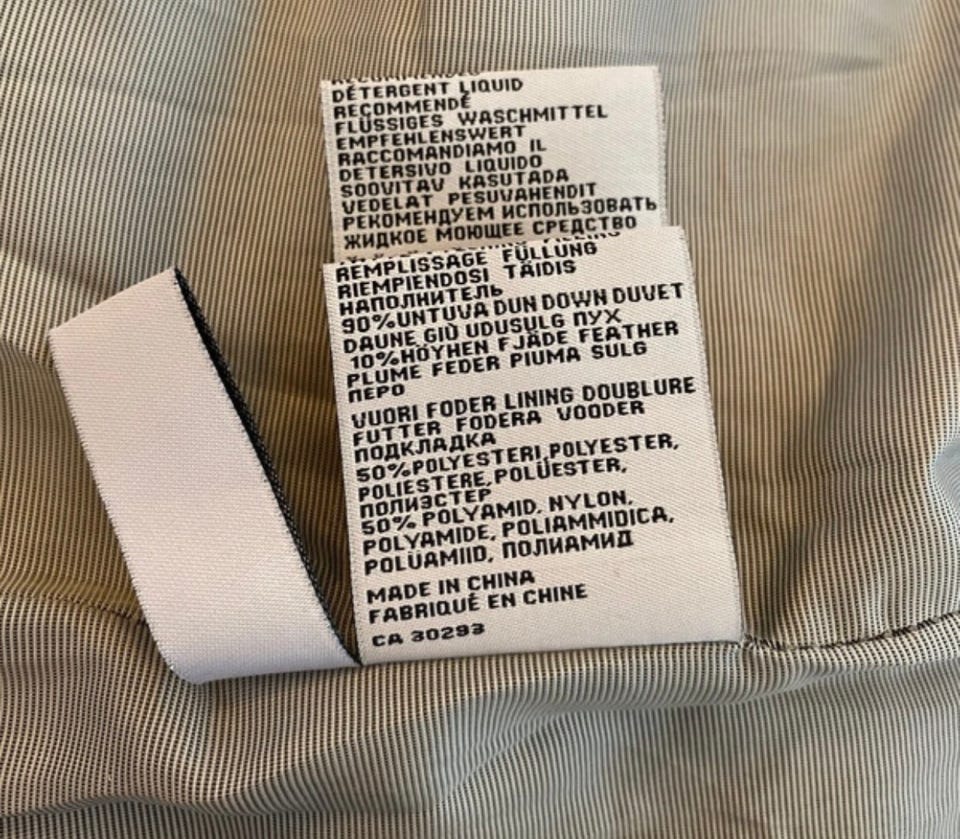 DÉTERGENT LIQUID
RECOMMENDÉ
FLÜSSIGES WASCHMITTEL
EMPFEHLENSWERT
RACCOMANDIAMO IL
DETERSIVO LIQUIDO
SOOVITAV KASUTADA
VEDELAT PESUVAHENDIT
РЕКОМЕНДУЕМ ИСПОЛЬЗОВАТЬ
ЖИДКОЕ МОЮЩЕЕ СРЕДСТВО
REMPLISSAGE FÜLLUNG
RIEMPIENDOSI TÄIDIS
НАПОЛНИТЕЛЬ
90%UNTUVA DUN DOWN DUVET
DAUNE GIÙ UDUSULG ПУХ
10%HÖYHEN FJÄDE FEATHER
PLUME FEDER PIUMA SULG
ПЕРО
VUORI FODER LINING DOUBLURE
FUTTER FODERA VOODER
ПОДКЛАДКА
50%POLYESTERI,POLYESTER,
POLIESTERE,POLÜESTER,
ПОЛИЭСТЕР
50% POLYAMID, NYLON,
POLYAMIDE, POLIAMMIDICA,
POLÜAMIID, ПОЛИАМИД
MADE IN CHINA
FABRIQUÉ EN CHINE
CA 30293